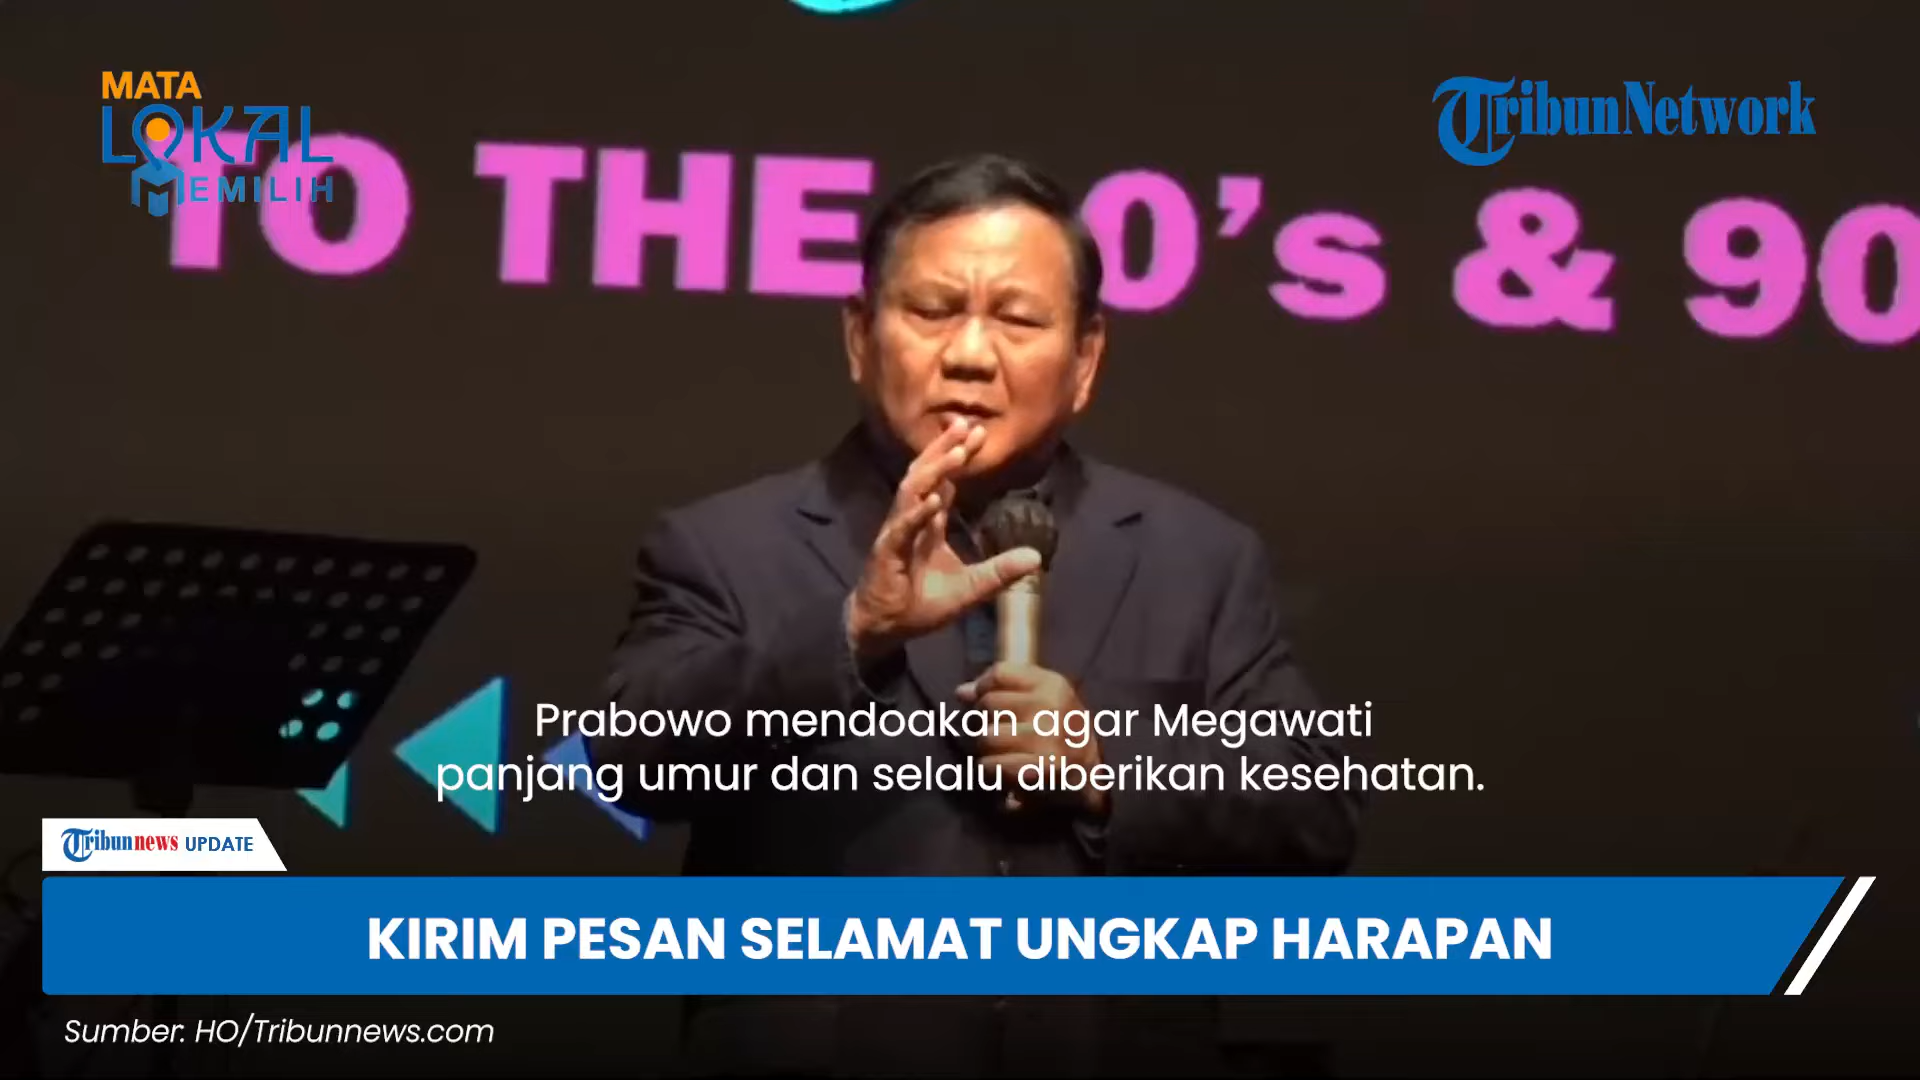 MATA
LOKAL
MEMILIH
TribunNetwork
TO THE 0's & 90
Prabowo mendoakan agar Megawati
panjang umur dan selalu diberikan kesehatan.
Tribunnews UPDATE
KIRIM PESAN SELAMAT UNGKAP HARAPAN
Sumber: HO/Tribunnews.com